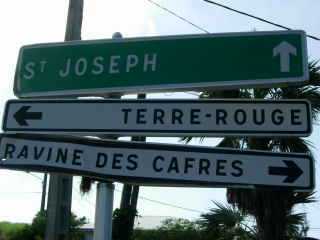 ST JOSEPH
TERRE-ROUGE
RAVINE DES CAFRES